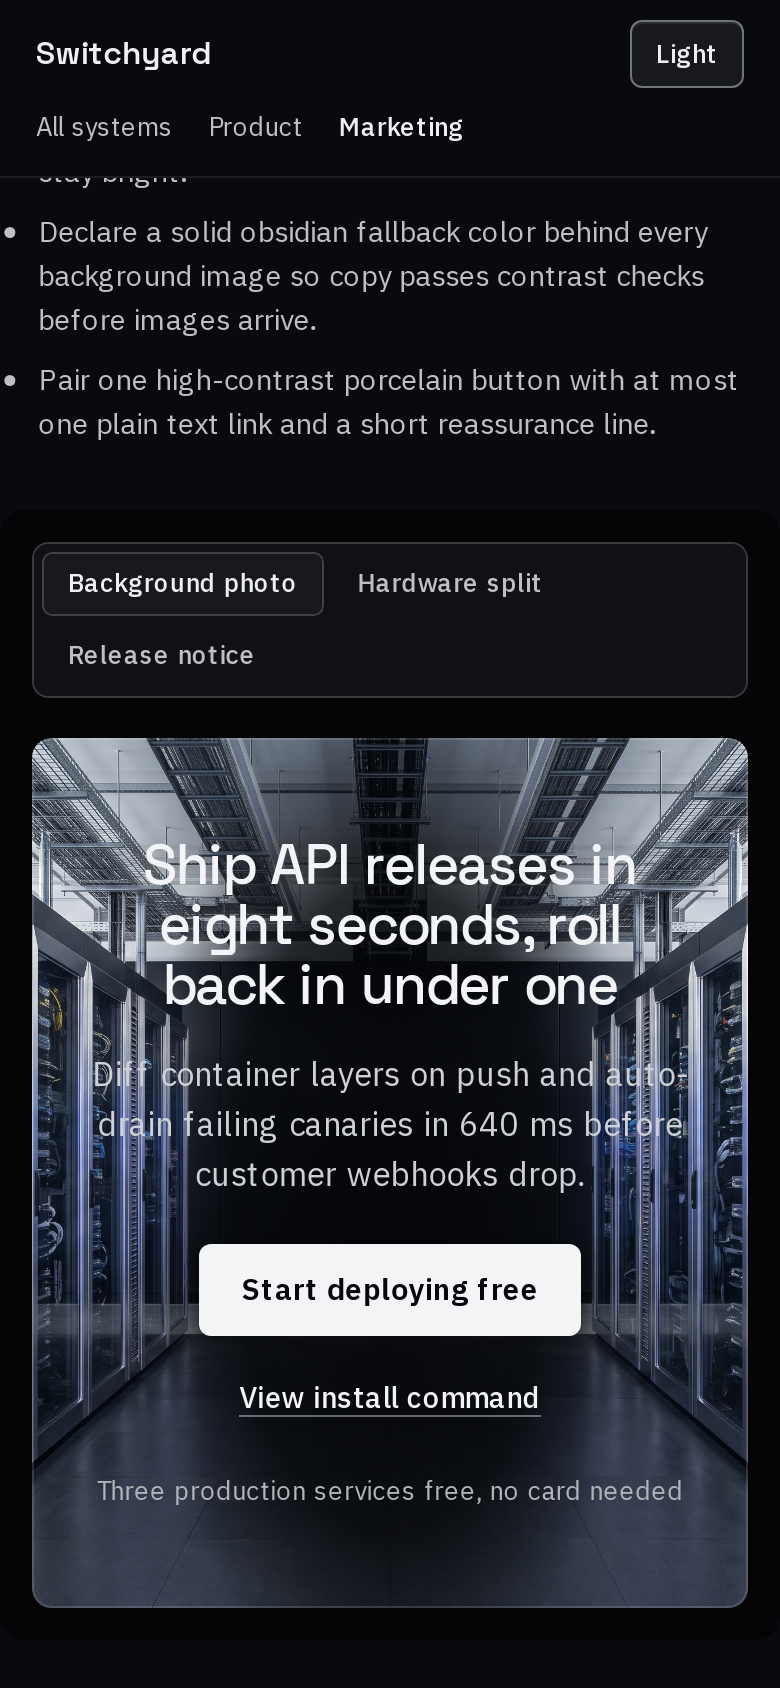 Switchyard
Light
All systems Product Marketing
stay bright.
Declare a solid obsidian fallback color behind every
background image so copy passes contrast checks
before images arrive.
Pair one high-contrast porcelain button with at most
one plain text link and a short reassurance line.
Background photo Hardware split
Release notice
Ship API releases in
eight seconds, roll
back in under one
Diff container layers on push and auto-
drain failing canaries in 640 ms before
customer webhooks drop.
Start deploying free
View install command
Three production services free, no card needed